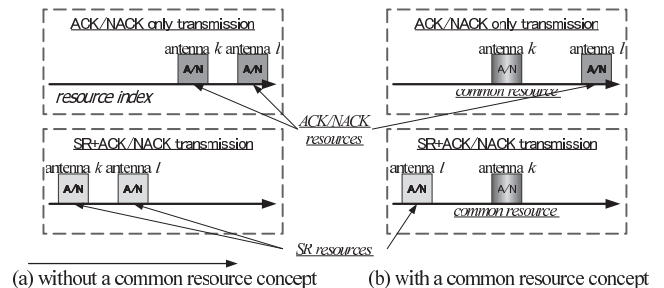 ACK/NACK only transmission
antenna k antenna l
A/N A/N
resource index
SR+ACK/NACK transmission
antenna k antenna l
A/N A/N
ACK/NACK
resources
SR resources
ACK/NACK only transmission
antenna k antenna l
A/N A/N
common resource
SR+ACK/NACK transmission
antenna l antenna k
A/N A/N
common resource
(a) without a common resource concept
(b) with a common resource concept